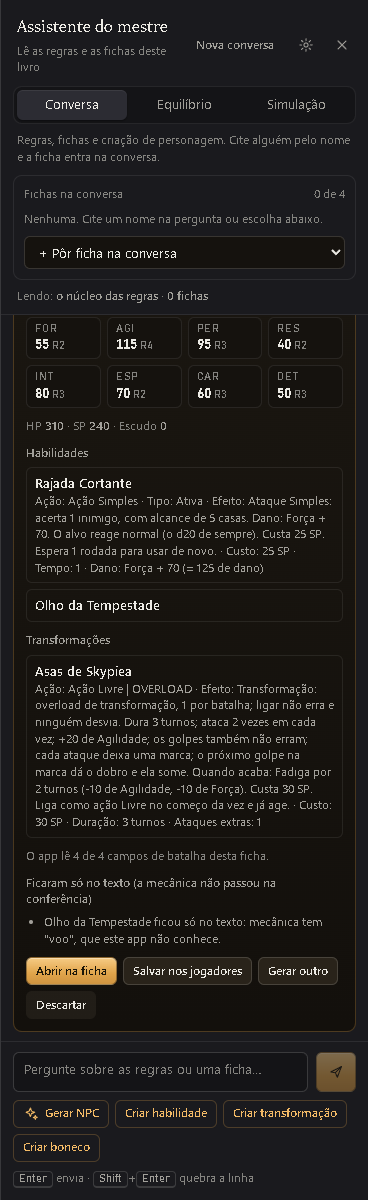 Assistente do mestre
Lê as regras e as fichas deste
livro
Nova conversa
Conversa
Equilíbrio
Simulação
Regras, fichas e criação de personagem. Cite alguém pelo nome
e a ficha entra na conversa.
Fichas na conversa
0 de 4
Nenhuma. Cite um nome na pergunta ou escolha abaixo.
+ Pôr ficha na conversa
Lendo: o núcleo das regras · 0 fichas
FOR
55 R2
AGI
115 R4
PER
95 R3
RES
40 R2
INT
80 R3
ESP
70 R2
CAR
60 R3
DET
50 R3
HP 310 · SP 240 · Escudo 0
Habilidades
Rajada Cortante
Ação: Ação Simples · Tipo: Ativa · Efeito: Ataque Simples:
acerta 1 inimigo, com alcance de 5 casas. Dano: Força +
70. O alvo reage normal (o d20 de sempre). Custa 25 SP.
Espera 1 rodada para usar de novo. · Custo: 25 SP ·
Tempo: 1 · Dano: Força + 70 (= 125 de dano)
Olho da Tempestade
Transformações
Asas de Skypiea
Ação: Ação Livre | OVERLOAD · Efeito: Transformação:
overload de transformação, 1 por batalha; ligar não erra e
ninguém desvia. Dura 3 turnos; ataca 2 vezes em cada
vez; +20 de Agilidade; os golpes também não erram;
cada ataque deixa uma marca; o próximo golpe na
marca dá o dobro e ela some. Quando acaba: Fadiga por
2 turnos (-10 de Agilidade, -10 de Força). Custa 30 SP.
Liga como ação Livre no começo da vez e já age. · Custo:
30 SP · Duração: 3 turnos · Ataques extras: 1
O app lê 4 de 4 campos de batalha desta ficha.
Ficaram só no texto (a mecânica não passou na
conferência)
• Olho da Tempestade ficou só no texto: mecânica tem
"voo", que este app não conhece.
Abrir na ficha
Salvar nos jogadores
Gerar outro
Descartar
Pergunte sobre as regras ou uma ficha...
Gerar NPC
Criar habilidade
Criar transformação
Criar boneco
Enter envia · Shift+Enter quebra a linha